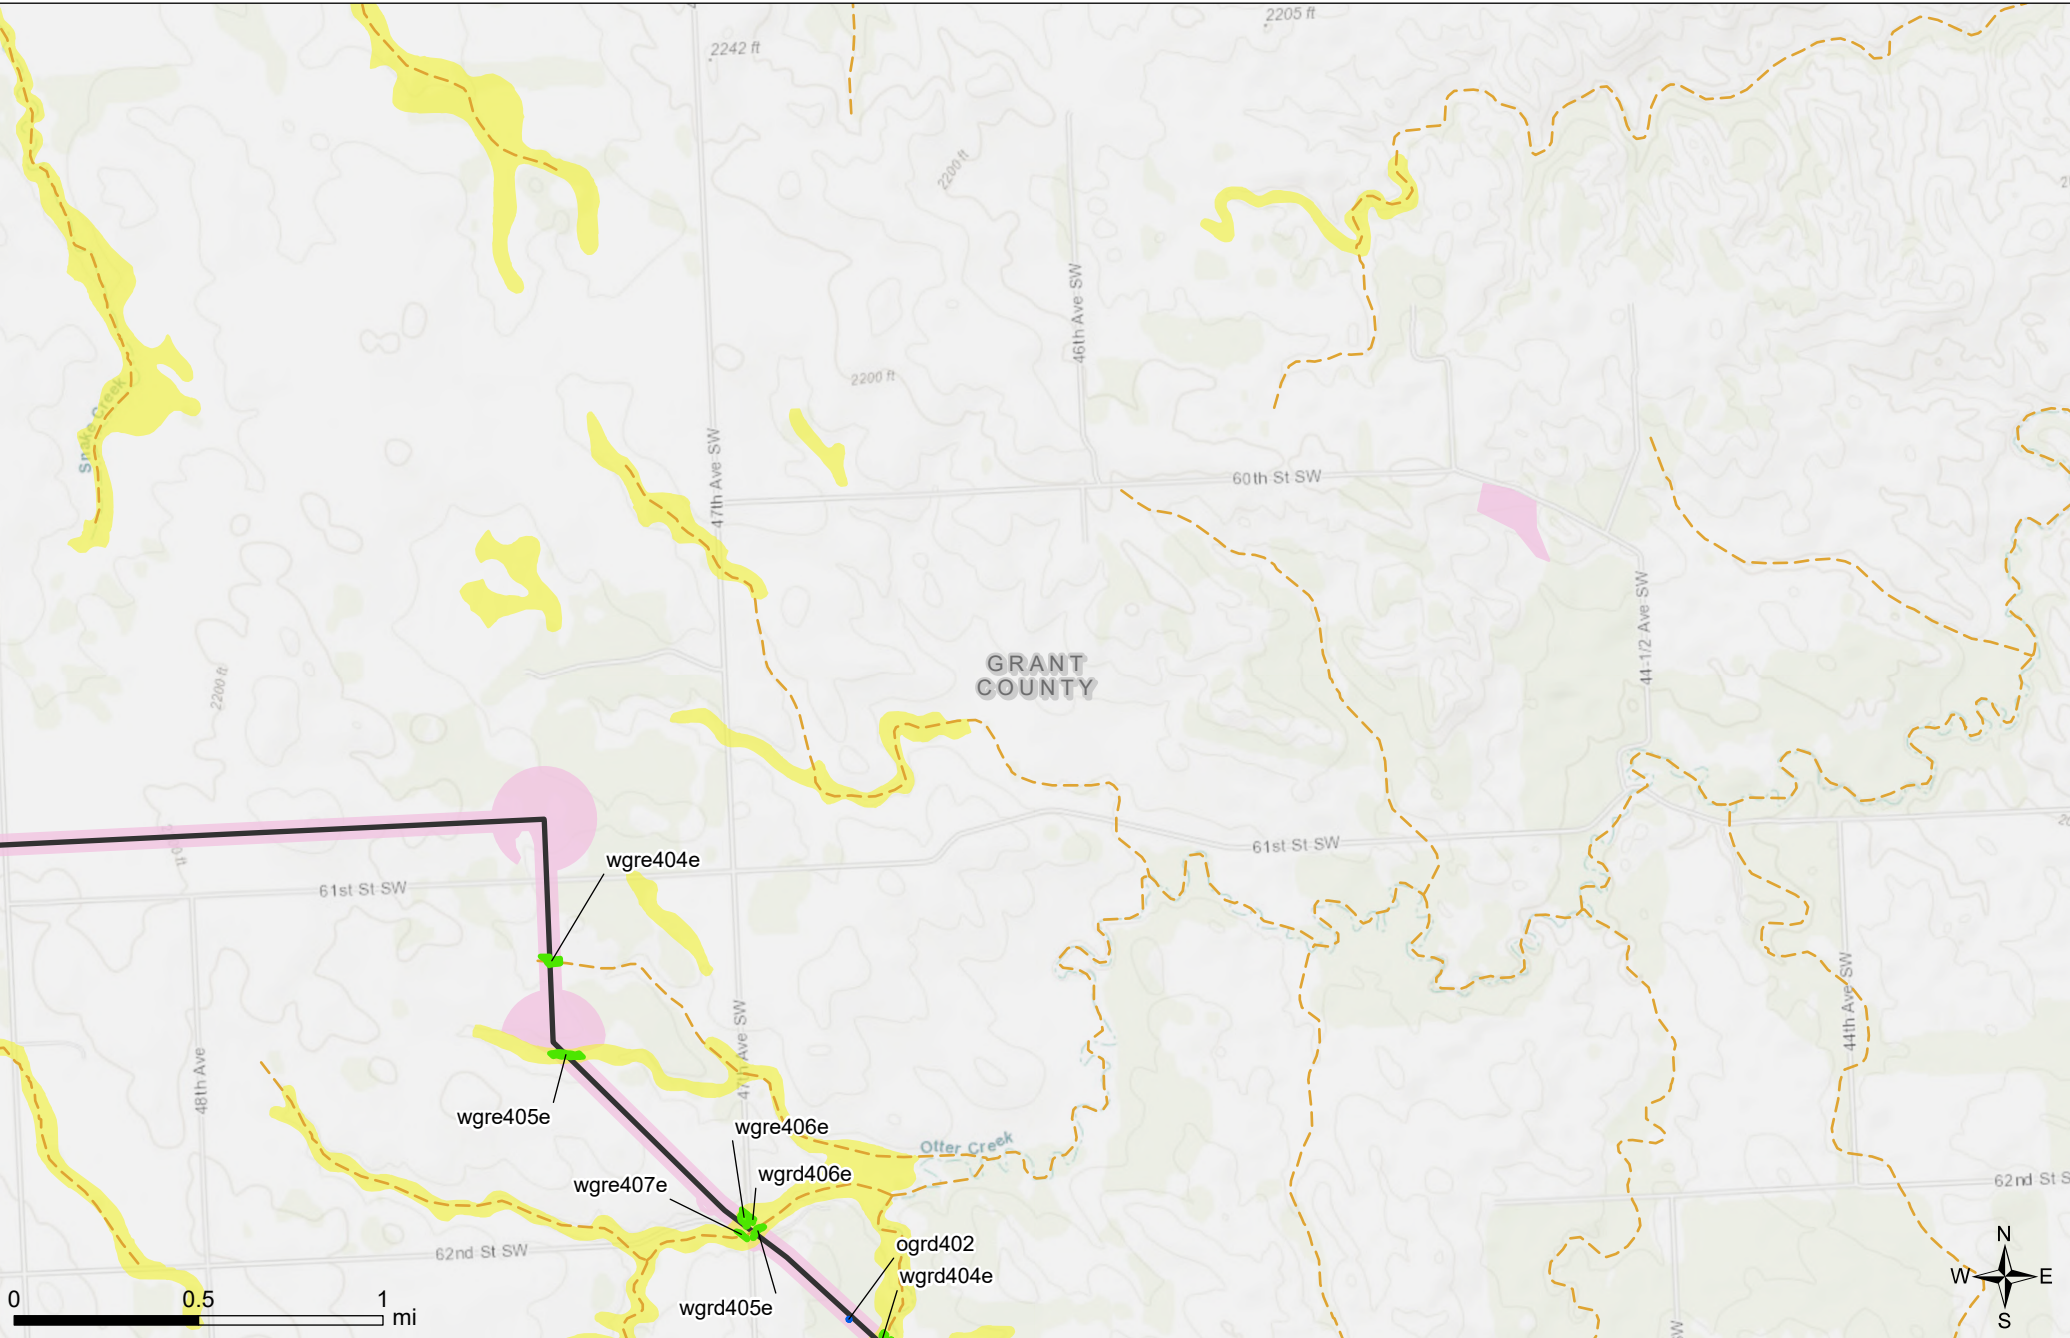 2205 ft
2242 ft
2200 ft
46th Ave SW
2200 ft
Snake Creek
47th Ave SW
60th St SW
44-1/2 Ave SW
GRANT
COUNTY
2200 ft
61st St SW
wgre404e
61st St SW
44th Ave SW
47th Ave SW
48th Ave
wgre405e
wgre406e
Otter Creek
wgrd406e
wgre407e
62nd St S
ogrd402
62nd St SW
wgrd404e
wgrd405e
N
W E
S
0 0.5 1
mi